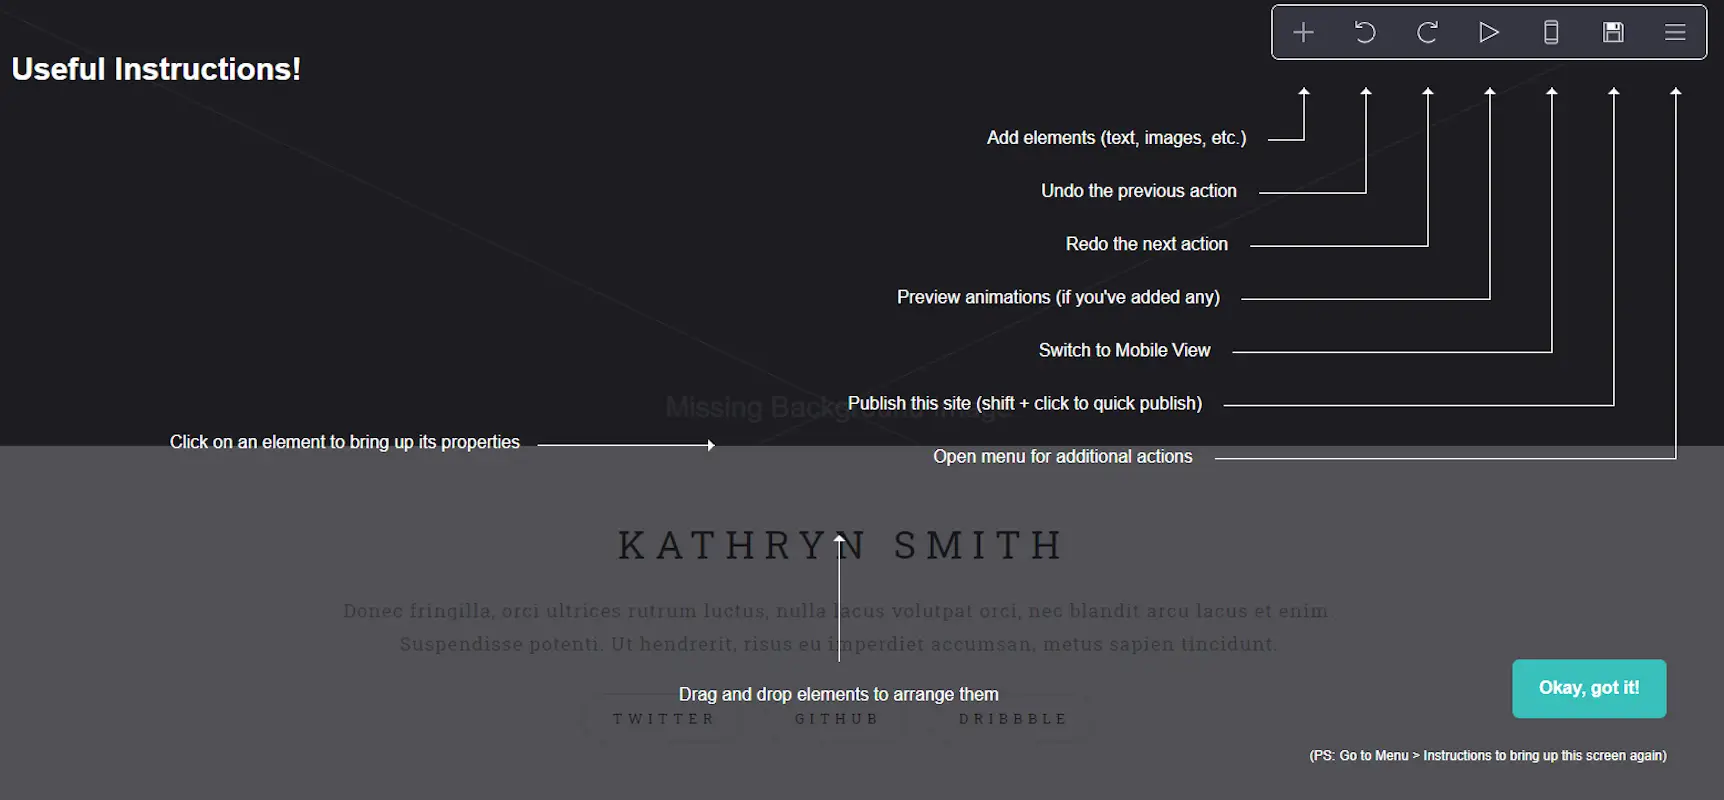 Useful Instructions!
Add elements (text, images, etc.)
Undo the previous action
Redo the next action
Preview animations (if you've added any)
Switch to Mobile View
Missing Background Image
Publish this site (shift + click to quick publish)
Click on an element to bring up its properties
Open menu for additional actions
KATHRYN SMITH
Donec fringilla, orci ultrices rutrum luctus, nulla lacus volutpat orci, nec blandit arcu lacus et enim
Suspendisse potenti. Ut hendrerit, risus eu imperdiet accumsan, metus sapien tincidunt.
Drag and drop elements to arrange them
Okay, got it!
TWITTER GITHUB DRIBBBLE
(PS: Go to Menu > Instructions to bring up this screen again)